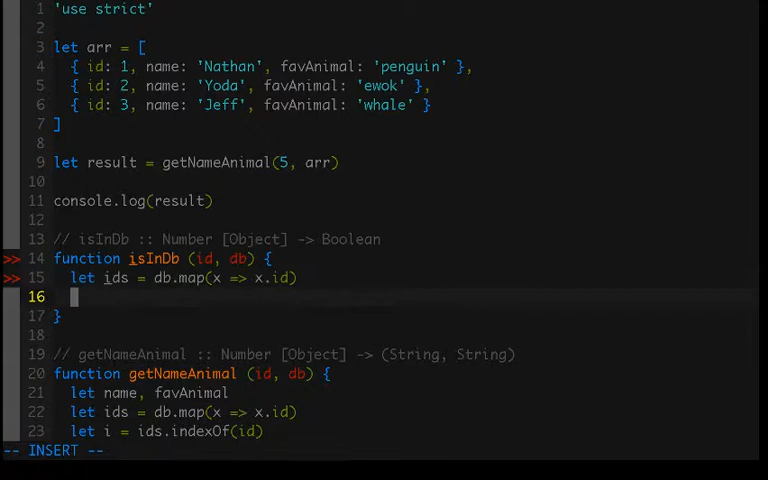 1 'use strict'
2
3 let arr = [
4 { id: 1, name: 'Nathan', favAnimal: 'penguin' },
5 { id: 2, name: 'Yoda', favAnimal: 'ewok' },
6 { id: 3, name: 'Jeff', favAnimal: 'whale' }
7 ]
8
9 let result = getNameAnimal(5, arr)
10
11 console.log(result)
12
13 // isInDb :: Number [Object] -> Boolean
>> 14 function isInDb (id, db) {
>> 15 let ids = db.map(x => x.id)
16
17 }
18
19 // getNameAnimal :: Number [Object] -> (String, String)
20 function getNameAnimal (id, db) {
21 let name, favAnimal
22 let ids = db.map(x => x.id)
23 let i = ids.indexOf(id)
-- INSERT --